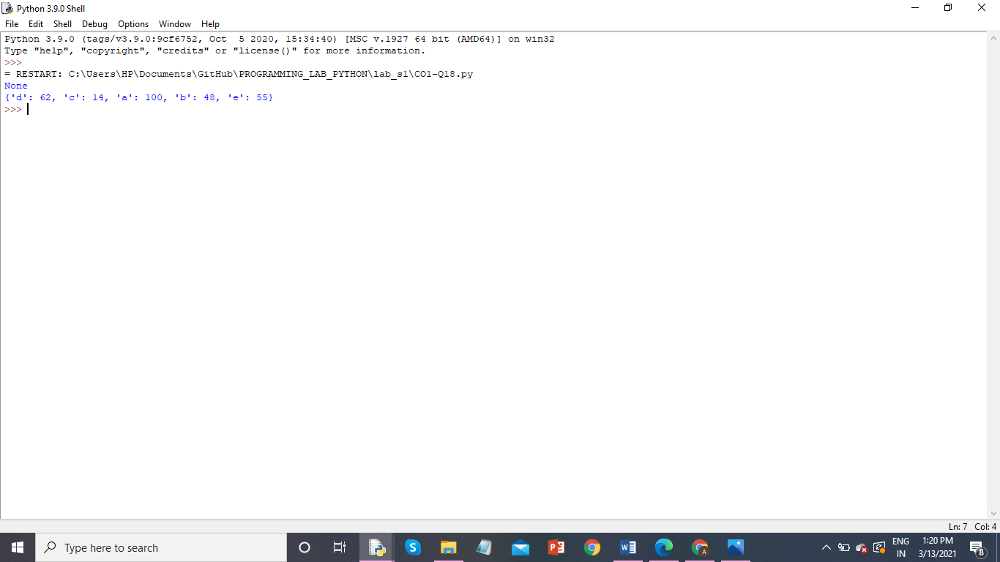 Python 3.9.0 Shell
File Edit Shell Debug Options Window Help
Python 3.9.0 (tags/v3.9.0:9cf6752, Oct  5 2020, 15:34:40) [MSC v.1927 64 bit (AMD64)] on win32
Type "help", "copyright", "credits" or "license()" for more information.
>>>
= RESTART: C:\Users\HP\Documents\GitHub\PROGRAMMING_LAB_PYTHON\lab_s1\CO1-Q18.py
None
{'d': 62, 'c': 14, 'a': 100, 'b': 48, 'e': 55}
>>>
Ln: 7 Col: 4
Type here to search
ENG
IN
1:20 PM
3/13/2021
8